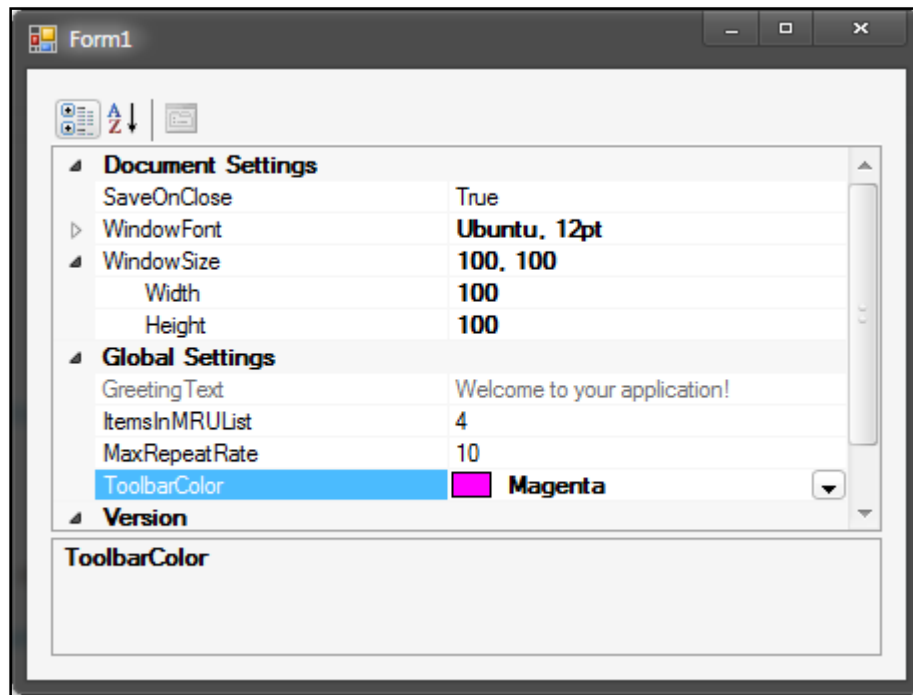 Form1
Document Settings
SaveOnClose True
WindowFont Ubuntu, 12pt
WindowSize 100, 100
Width 100
Height 100
Global Settings
GreetingText Welcome to your application!
ItemsInMRUList 4
MaxRepeatRate 10
ToolbarColor Magenta
Version
ToolbarColor